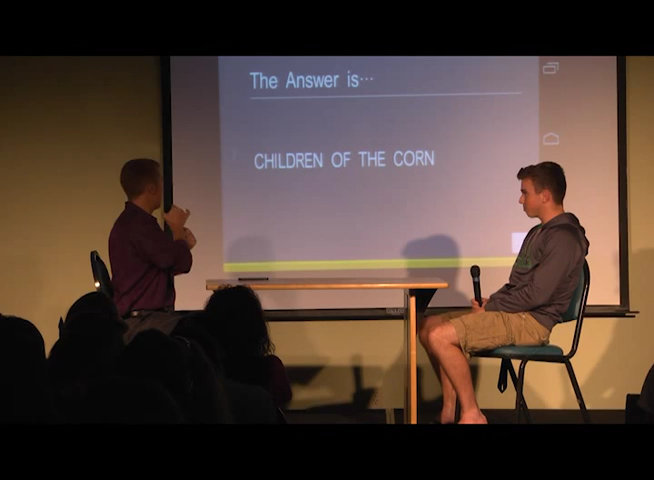 The Answer is···
CHILDREN OF THE CORN